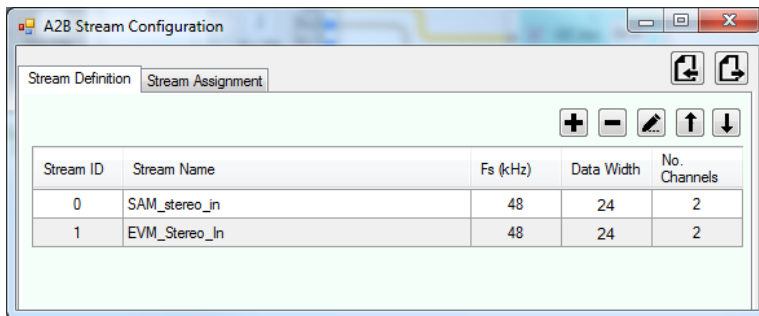 A2B Stream Configuration
Stream Definition Stream Assignment
Stream ID Stream Name Fs (kHz) Data Width No. Channels
0 SAM_stereo_in 48 24 2
1 EVM_Stereo_In 48 24 2